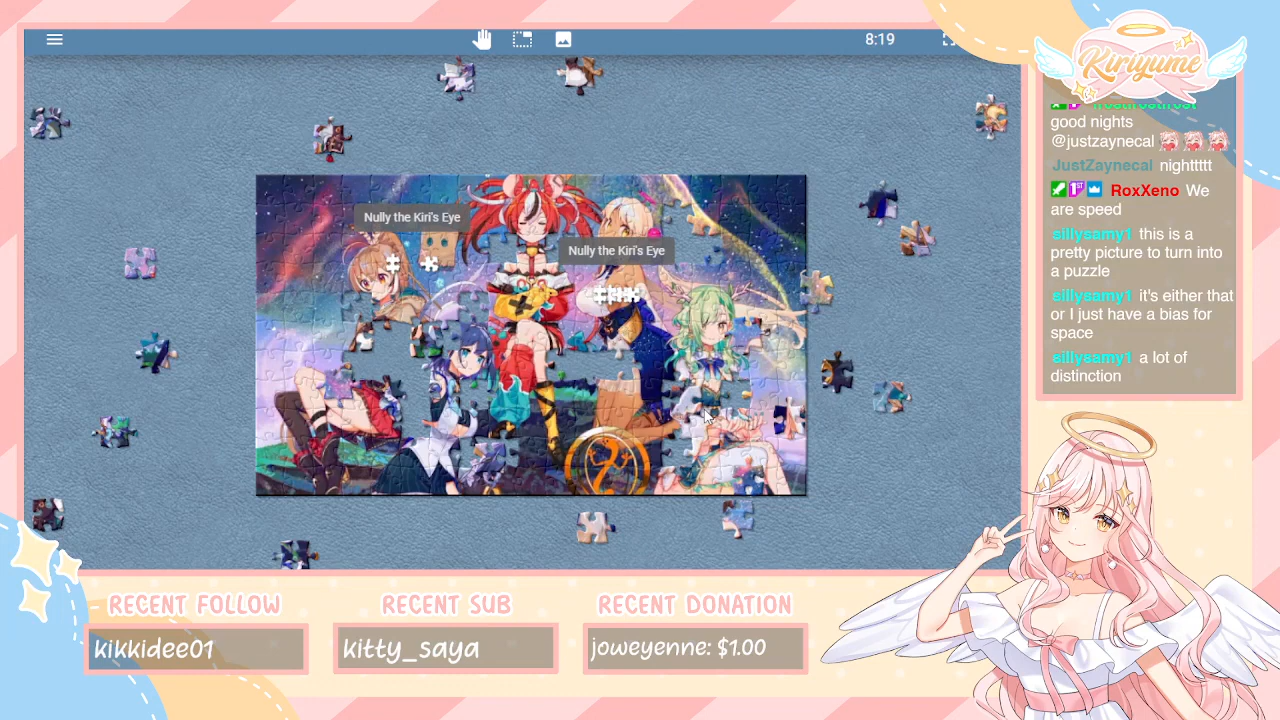 8:19
Kiriyume
good nights
@justzaynecal
JustZaynecal nighttttt
1ST RoxXeno We
are speed
sillysamy1 this is a
pretty picture to turn into
a puzzle
sillysamy1 it's either that
or I just have a bias for
space
sillysamy1 a lot of
distinction
Nully the Kiri's Eye
Nully the Kiri's Eye
RECENT FOLLOW
kikkidee01
RECENT SUB
kitty_saya
RECENT DONATION
joweyenne: $1.00